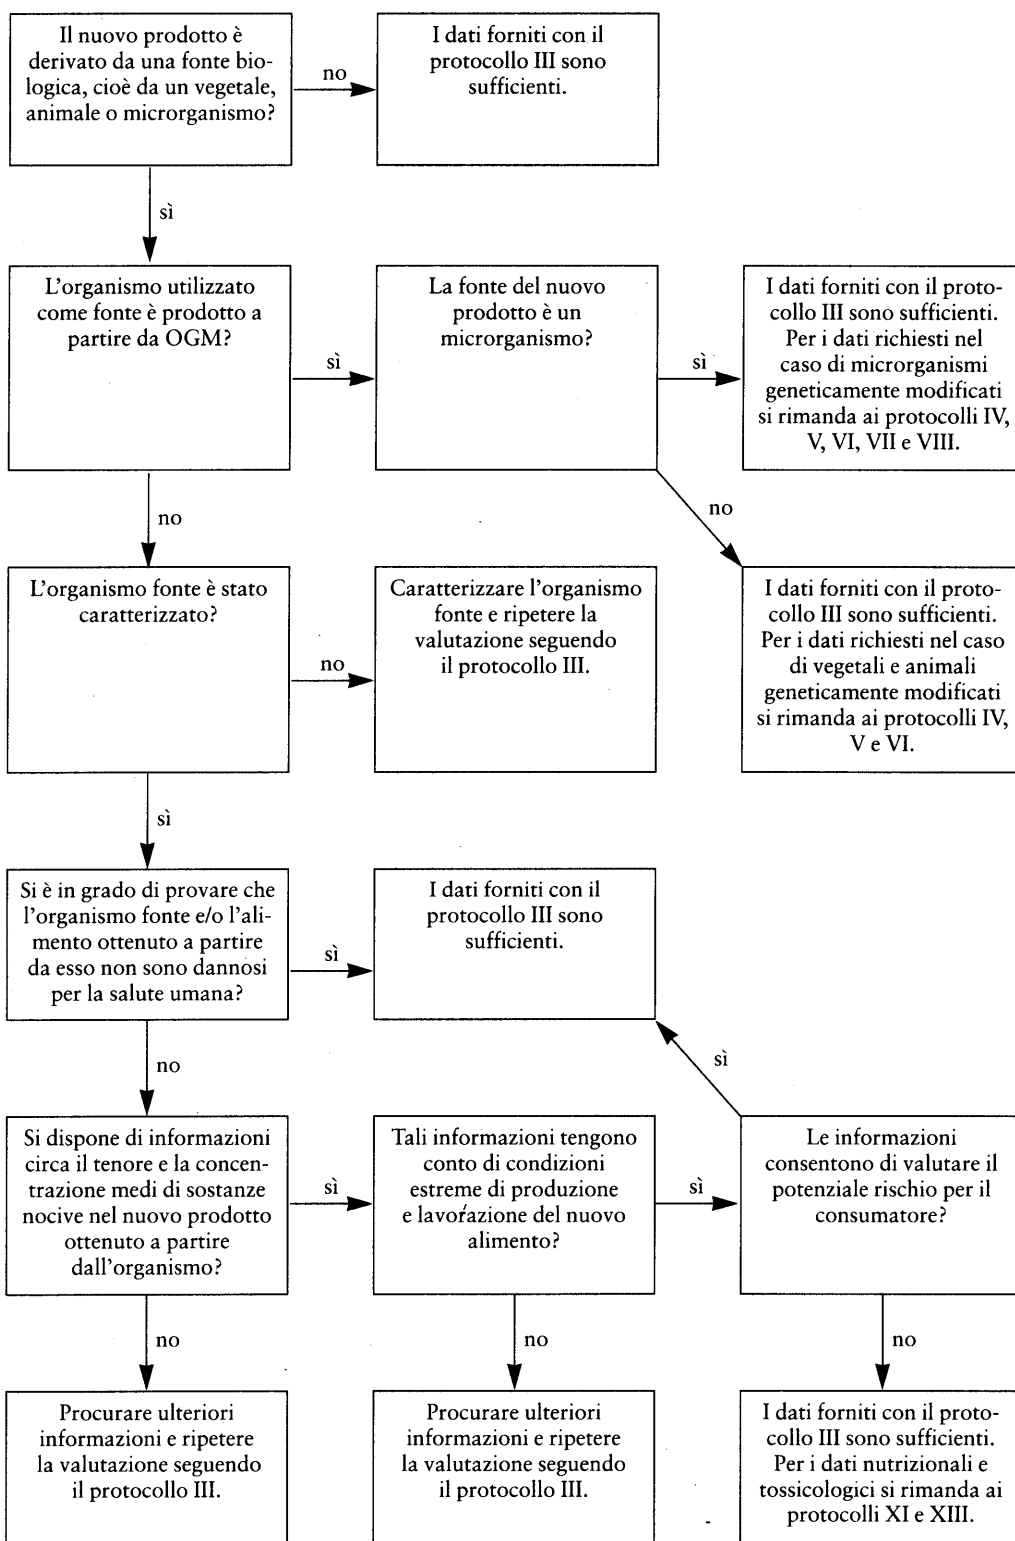 Il nuovo prodotto è
derivato da una fonte bio-
logica, cioè da un vegetale,
animale o microrganismo?
no
I dati forniti con il
protocollo III sono
sufficienti.
sì
L'organismo utilizzato
come fonte è prodotto a
partire da OGM?
sì
La fonte del nuovo
prodotto è un
microrganismo?
sì
I dati forniti con il proto-
collo III sono sufficienti.
Per i dati richiesti nel
caso di microrganismi
geneticamente modificati
si rimanda ai protocolli IV,
V, VI, VII e VIII.
no
no
L'organismo fonte è stato
caratterizzato?
no
Caratterizzare l'organismo
fonte e ripetere la
valutazione seguendo
il protocollo III.
I dati forniti con il proto-
collo III sono sufficienti.
Per i dati richiesti nel caso
di vegetali e animali
geneticamente modificati
si rimanda ai protocolli IV,
V e VI.
sì
Si è in grado di provare che
l'organismo fonte e/o l'ali-
mento ottenuto a partire
da esso non sono dannosi
per la salute umana?
sì
I dati forniti con il
protocollo III sono
sufficienti.
no
sì
Si dispone di informazioni
circa il tenore e la concen-
trazione medi di sostanze
nocive nel nuovo prodotto
ottenuto a partire
dall'organismo?
sì
Tali informazioni tengono
conto di condizioni
estreme di produzione
e lavorazione del nuovo
alimento?
sì
Le informazioni
consentono di valutare il
potenziale rischio per il
consumatore?
no
no
no
Procurare ulteriori
informazioni e ripetere
la valutazione seguendo
il protocollo III.
Procurare ulteriori
informazioni e ripetere
la valutazione seguendo
il protocollo III.
I dati forniti con il proto-
collo III sono sufficienti.
Per i dati nutrizionali e
tossicologici si rimanda ai
protocolli XI e XIII.